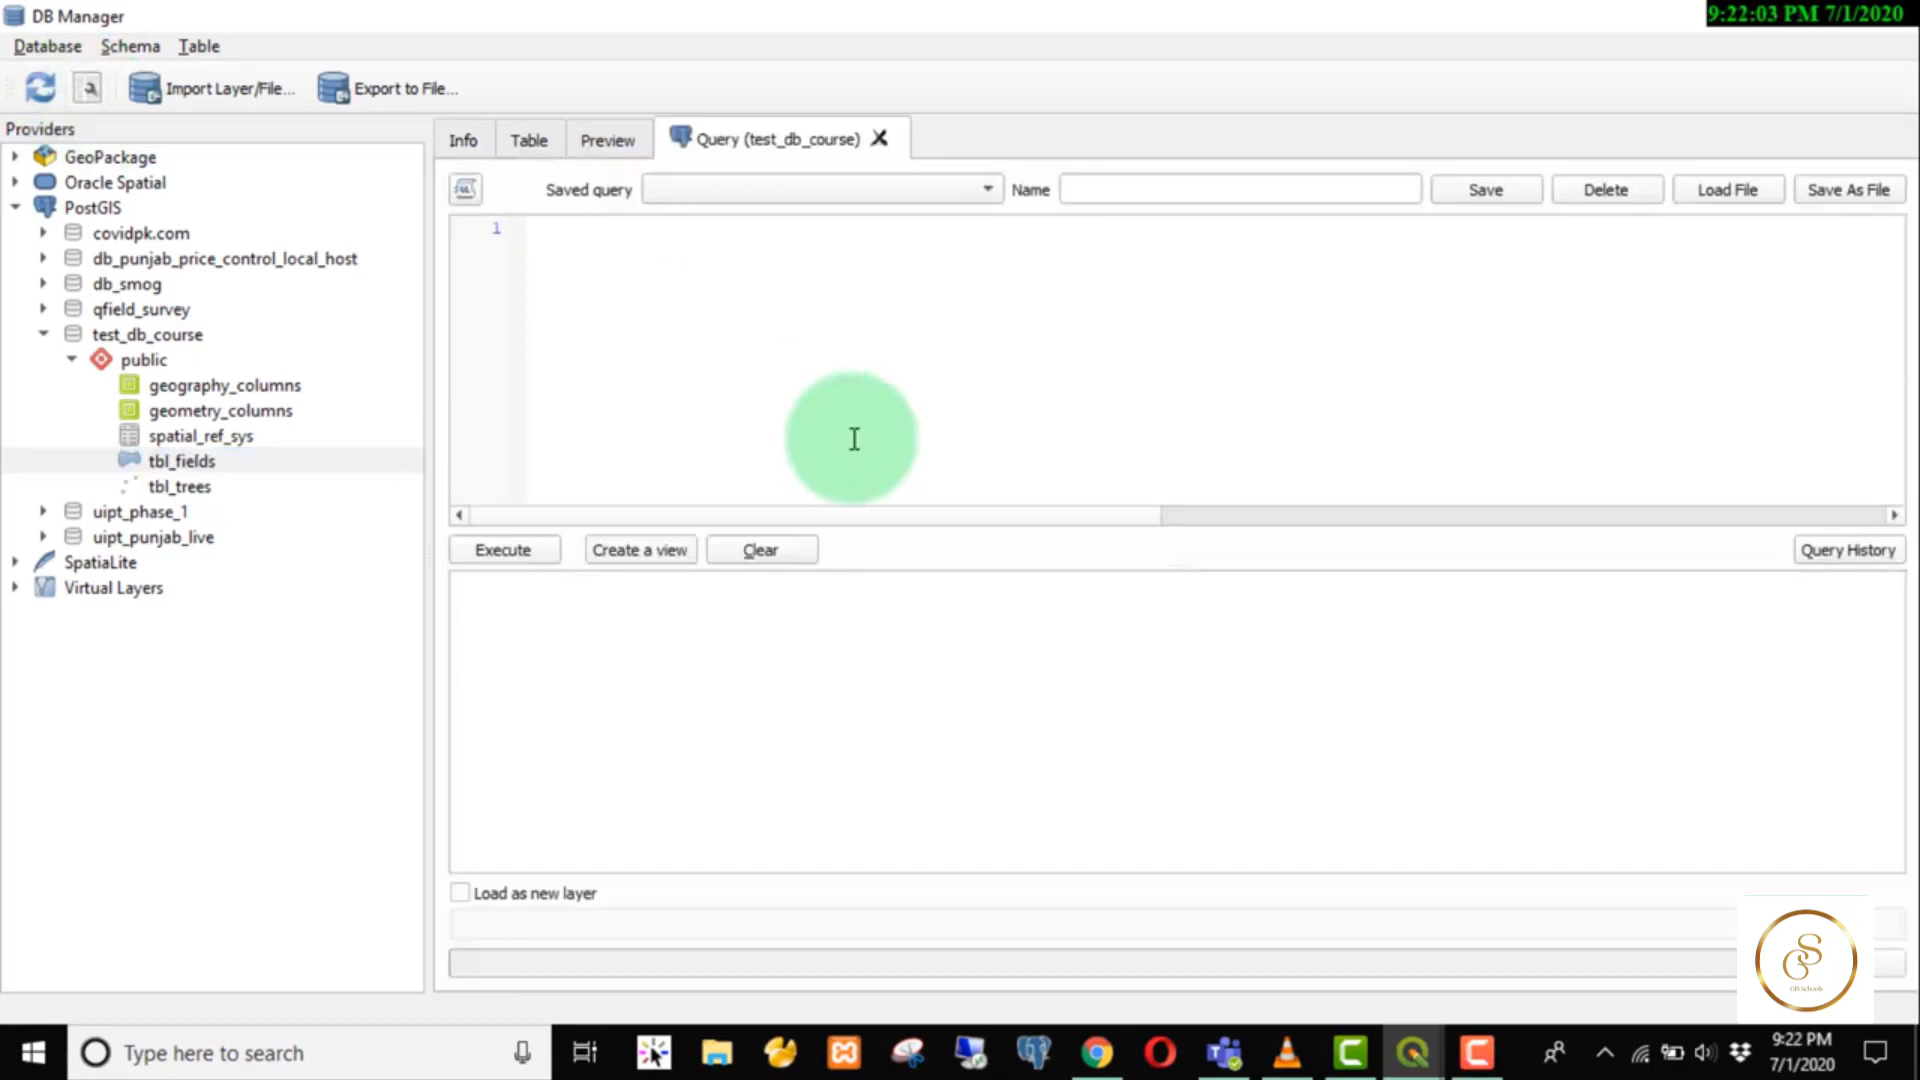 DB Manager
9:22:03 PM 7/1/2020
Database Schema Table
Import Layer/File... Export to File...
Providers
GeoPackage
Oracle Spatial
PostGIS
covidpk.com
db_punjab_price_control_local_host
db_smog
qfield_survey
test_db_course
public
geography_columns
geometry_columns
spatial_ref_sys
tbl_fields
tbl_trees
uipt_phase_1
uipt_punjab_live
SpatiaLite
Virtual Layers
Info Table Preview Query (test_db_course)
Saved query Name Save Delete Load File Save As File
1
Execute Create a view Clear Query History
Load as new layer
GIS Schools
Type here to search
9:22 PM
7/1/2020